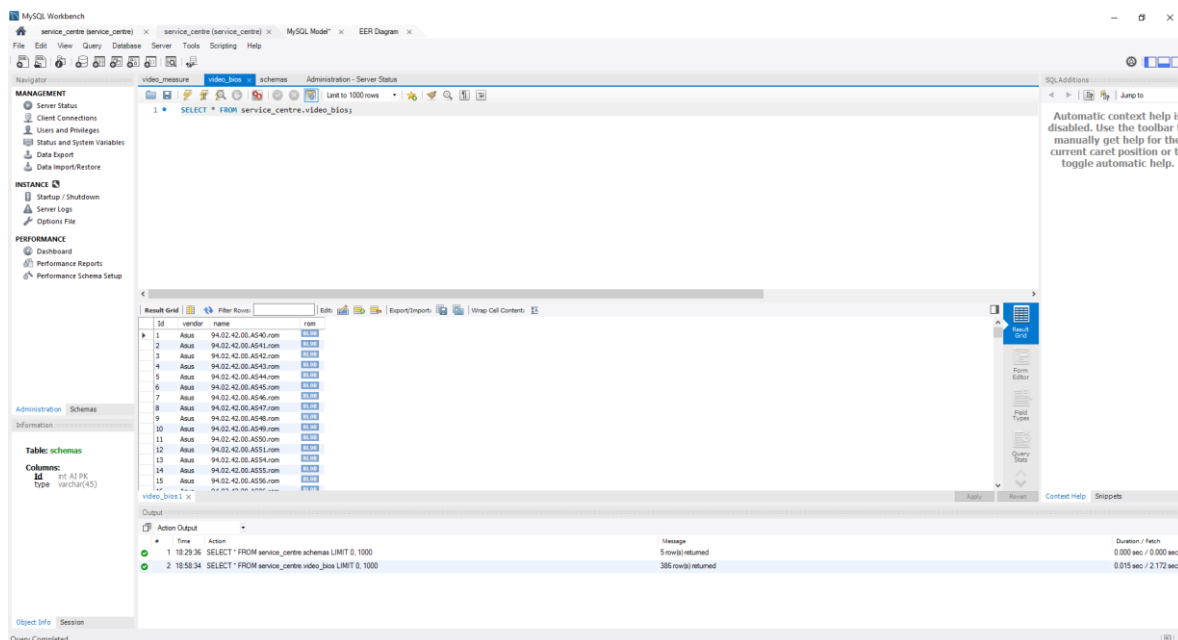 MySQL Workbench
service_centre (service_centre) × service_centre (service_centre) × MySQL Model* × EER Diagram ×
File Edit View Query Database Server Tools Scripting Help
Navigator
MANAGEMENT
Server Status
Client Connections
Users and Privileges
Status and System Variables
Data Export
Data Import/Restore
INSTANCE
Startup / Shutdown
Server Logs
Options File
PERFORMANCE
Dashboard
Performance Reports
Performance Schema Setup
Administration Schemas
Information
Table: schemas
Columns:
Id int AI PK
type varchar(45)
Object Info Session
Query Completed
video_measure video_bios × schemas Administration - Server Status
Limit to 1000 rows
1 SELECT * FROM service_centre.video_bios;
Result Grid Filter Rows: Edit: Export/Import: Wrap Cell Content:
Id vendor name rom
1 Asus 94.02.42.00.AS40.rom BLOB
2 Asus 94.02.42.00.AS41.rom BLOB
3 Asus 94.02.42.00.AS42.rom BLOB
4 Asus 94.02.42.00.AS43.rom BLOB
5 Asus 94.02.42.00.AS44.rom BLOB
6 Asus 94.02.42.00.AS45.rom BLOB
7 Asus 94.02.42.00.AS46.rom BLOB
8 Asus 94.02.42.00.AS47.rom BLOB
9 Asus 94.02.42.00.AS48.rom BLOB
10 Asus 94.02.42.00.AS49.rom BLOB
11 Asus 94.02.42.00.AS50.rom BLOB
12 Asus 94.02.42.00.AS51.rom BLOB
13 Asus 94.02.42.00.AS54.rom BLOB
14 Asus 94.02.42.00.AS55.rom BLOB
15 Asus 94.02.42.00.AS56.rom BLOB
Result
Grid
Form
Editor
Field
Types
Query
Stats
video_bios 1 ×
Apply Revert
SQLAdditions
Jump to
Automatic context help is
disabled. Use the toolbar
manually get help for the
current caret position or
toggle automatic help.
Context Help Snippets
Output
Action Output
# Time Action Message Duration / Fetch
1 18:29:36 SELECT * FROM service_centre.schemas LIMIT 0, 1000 5 row(s) returned 0.000 sec / 0.000 sec
2 18:58:34 SELECT * FROM service_centre.video_bios LIMIT 0, 1000 386 row(s) returned 0.015 sec / 2.172 sec